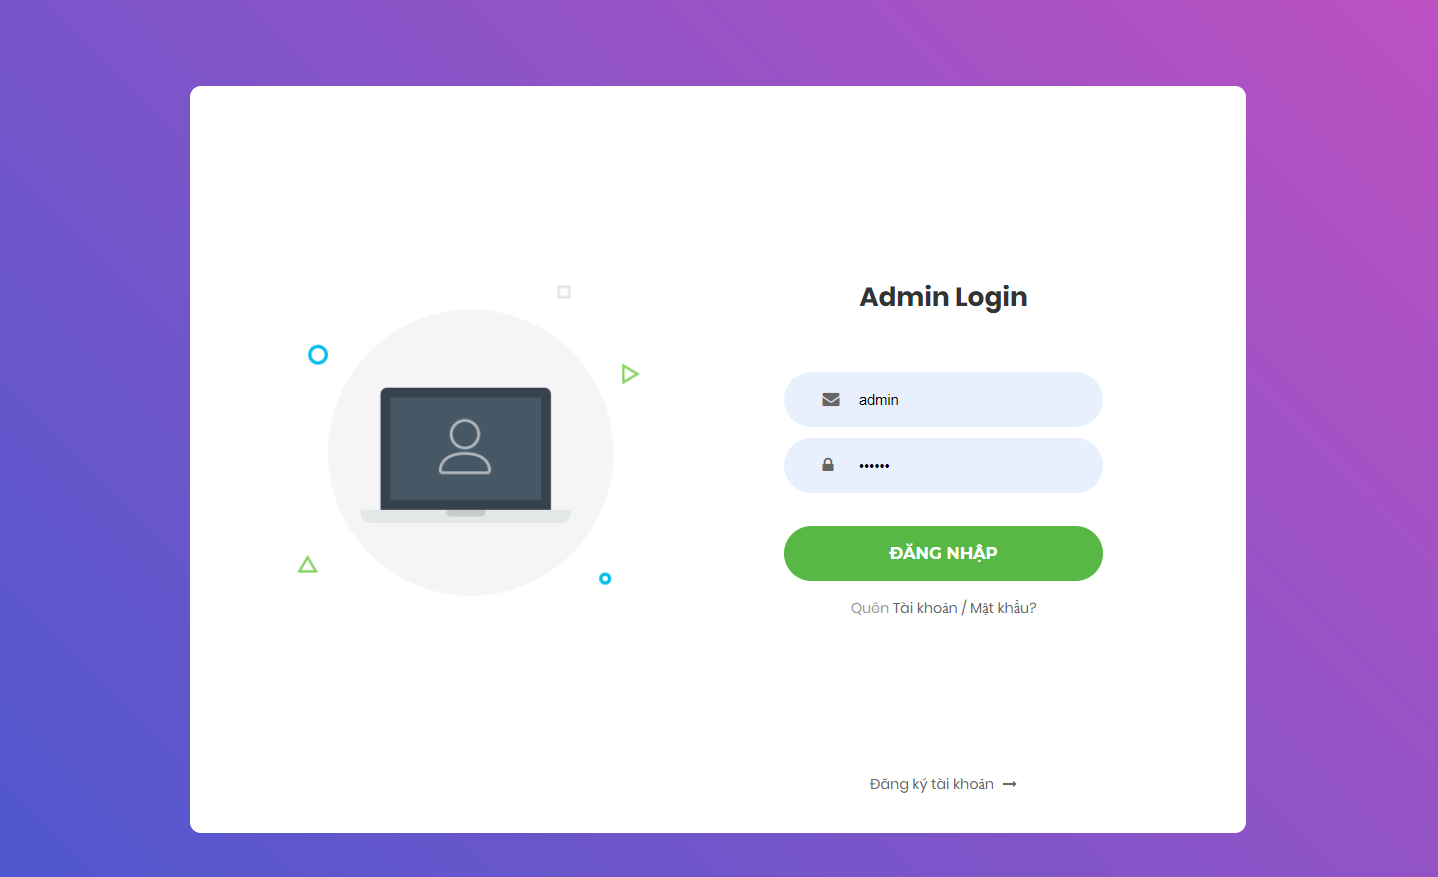 Admin Login
admin
••••••
ĐĂNG NHẬP
Quên Tài khoản / Mật khẩu?
Đăng ký tài khoản